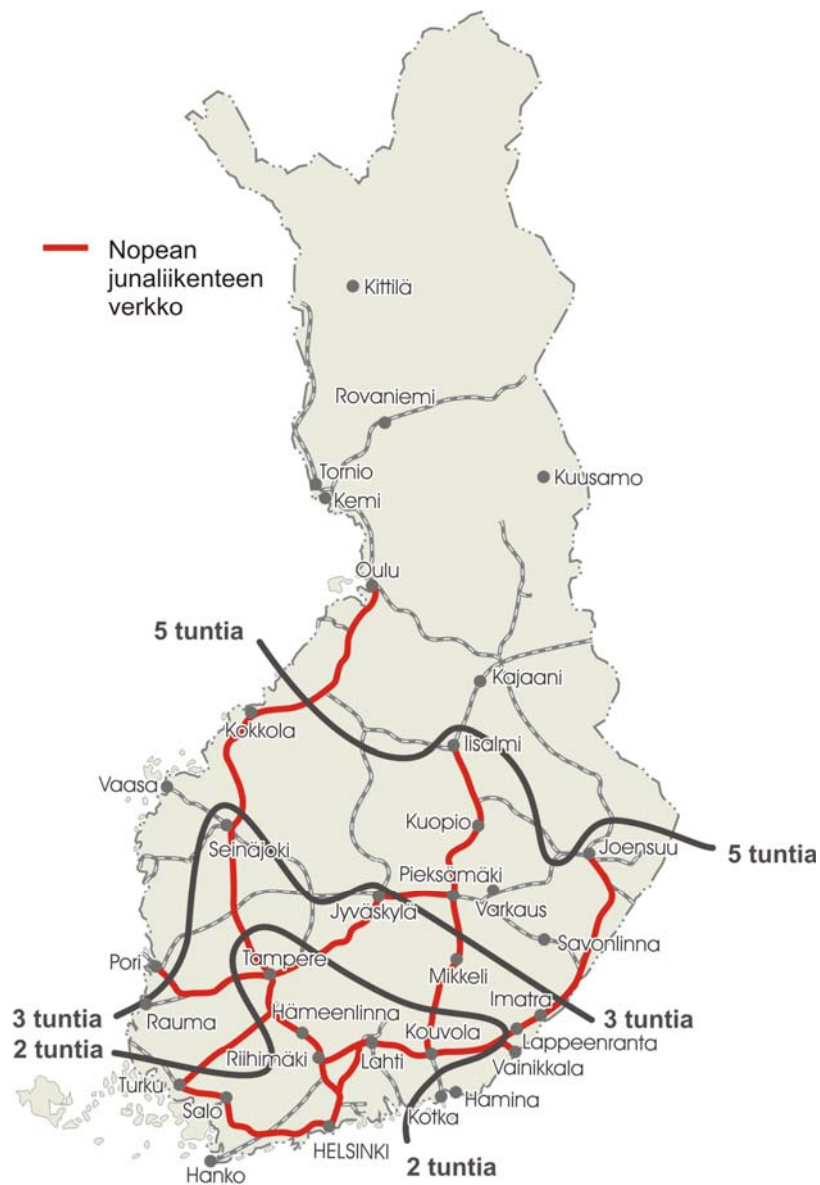 Nopean
junaliikenteen
verkko
Kittilä
Rovaniemi
Tornio
Kemi
Kuusamo
Oulu
5 tuntia
Kajaani
Kokkola
Iisalmi
Vaasa
Kuopio
Seinäjoki
Joensuu
5 tuntia
Pieksämäki
Jyväskylä
Varkaus
Savonlinna
Pori
Tampere
Mikkeli
Imatra
3 tuntia
Rauma
Hämeenlinna
Kouvola
3 tuntia
Lappeenranta
2 tuntia
Riihimäki
Lahti
Vainikkala
Turku
Salo
Kotka
Hamina
HELSINKI
2 tuntia
Hanko